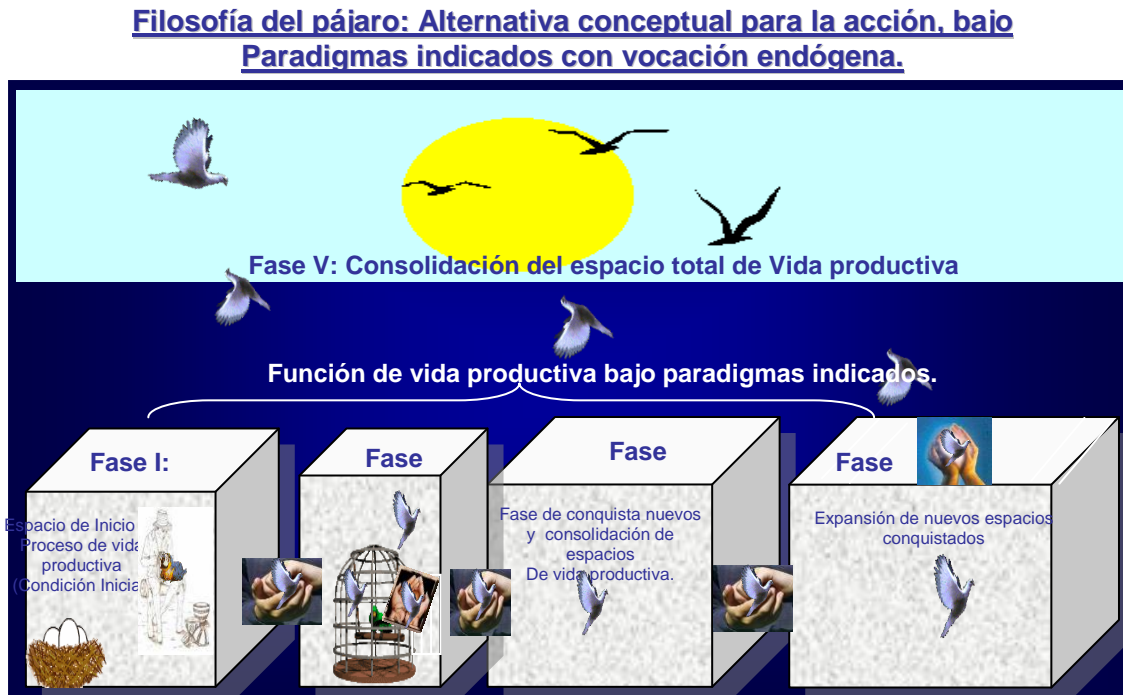 Filosofía del pájaro: Alternativa conceptual para la acción, bajo
Paradigmas indicados con vocación endógena.
Fase V: Consolidación del espacio total de Vida productiva
Función de vida productiva bajo paradigmas indicados.
Fase I:
Espacio de Inicio
Proceso de vida
productiva
(Condición Inicia
Fase
Fase
Fase de conquista nuevos
y consolidación de
espacios
De vida productiva.
Fase
Expansión de nuevos espacios
conquistados